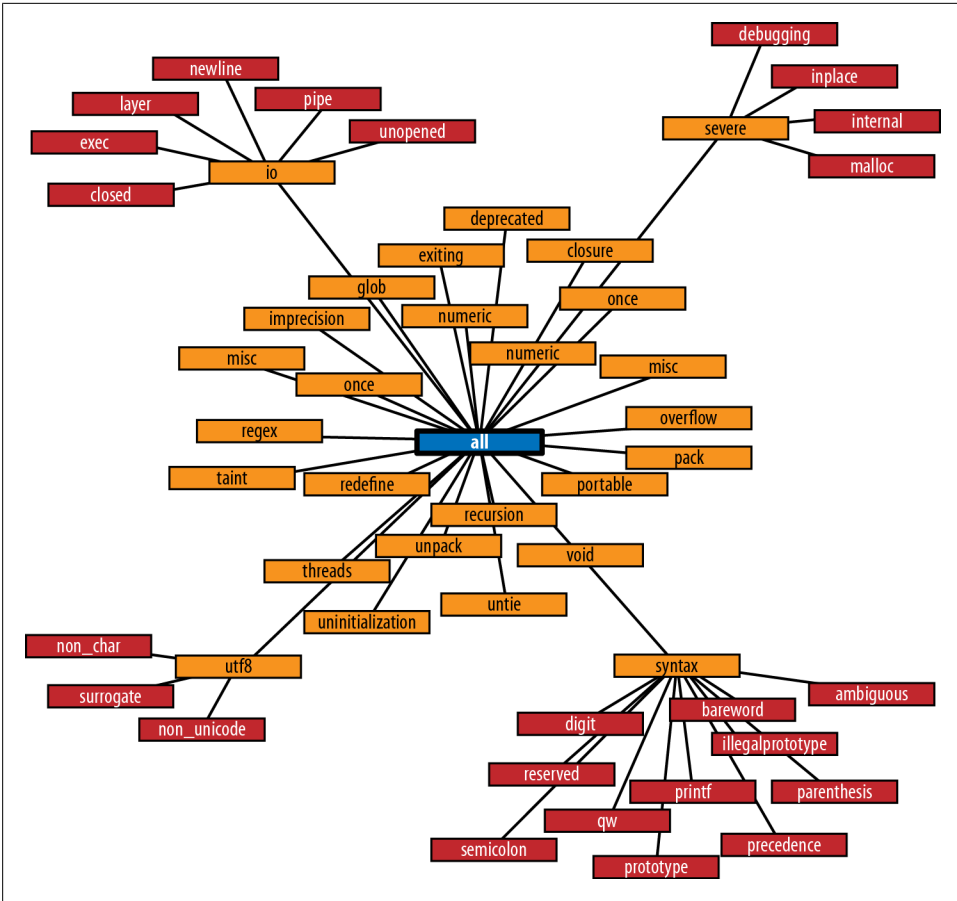 debugging
newline
inplace
layer
pipe
internal
unopened
severe
exec
malloc
io
closed
deprecated
exiting
closure
glob
once
imprecision
numeric
misc
numeric
misc
once
overflow
regex
all
pack
taint
redefine
portable
recursion
unpack
void
threads
untie
uninitialization
non_char
utf8
syntax
surrogate
ambiguous
non_unicode
digit
bareword
illegalprototype
reserved
printf
parenthesis
qw
semicolon
precedence
prototype